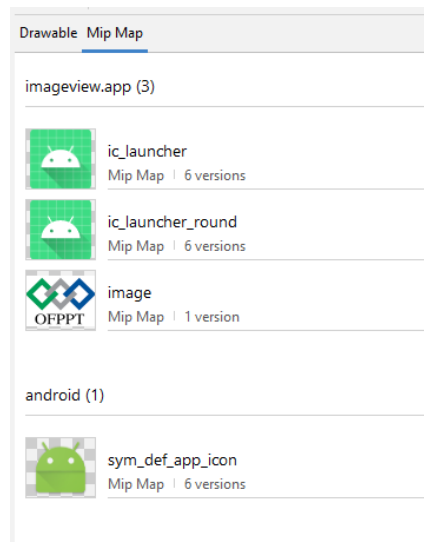 Drawable Mip Map
imageview.app (3)
ic_launcher
Mip Map | 6 versions
ic_launcher_round
Mip Map | 6 versions
image
OFPPT
Mip Map | 1 version
android (1)
sym_def_app_icon
Mip Map | 6 versions